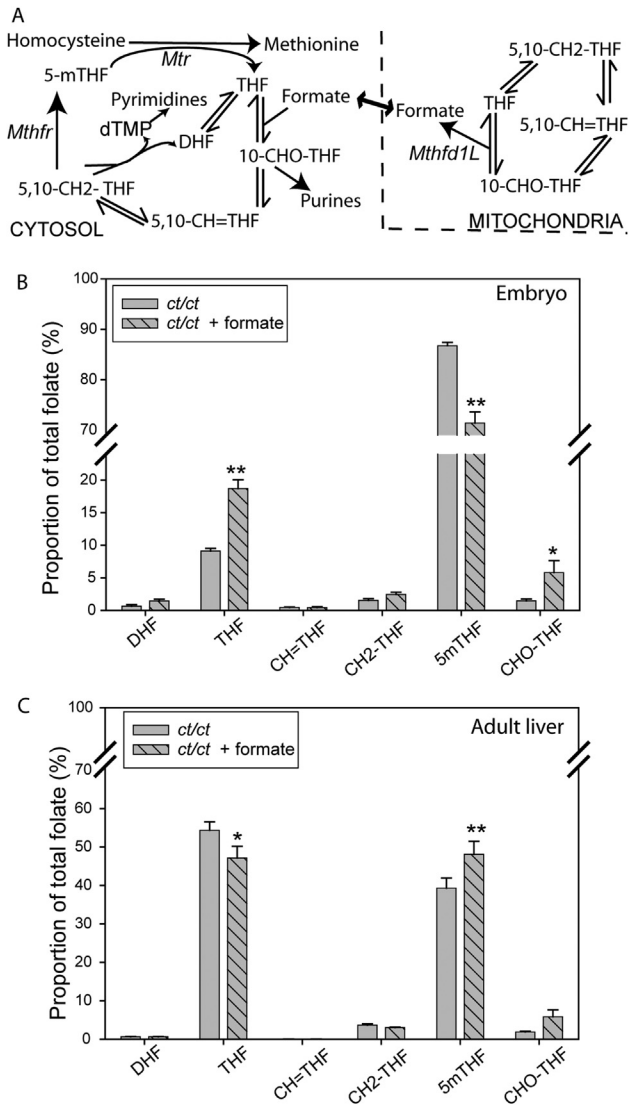 A
Homocysteine
Methionine
Mtr
5-mTHF
THF
Pyrimidines
Formate
Mthfr
dTMP
DHF
10-CHO-THF
5,10-CH2- THF
Purines
5,10-CH=THF
CYTOSOL
5,10-CH2-THF
THF
Formate
5,10-CH=THF
Mthfd1L
10-CHO-THF
MITOCHONDRIA
B
Embryo
ct/ct
ct/ct + formate
Proportion of total folate (%)
100
90
80
70
20
10
5
0
**
**
*
DHF
THF
CH=THF
CH2-THF
5mTHF
CHO-THF
C
Adult liver
ct/ct
ct/ct + formate
Proportion of total folate (%)
100
70
60
50
40
20
10
0
*
**
DHF
THF
CH=THF
CH2-THF
5mTHF
CHO-THF